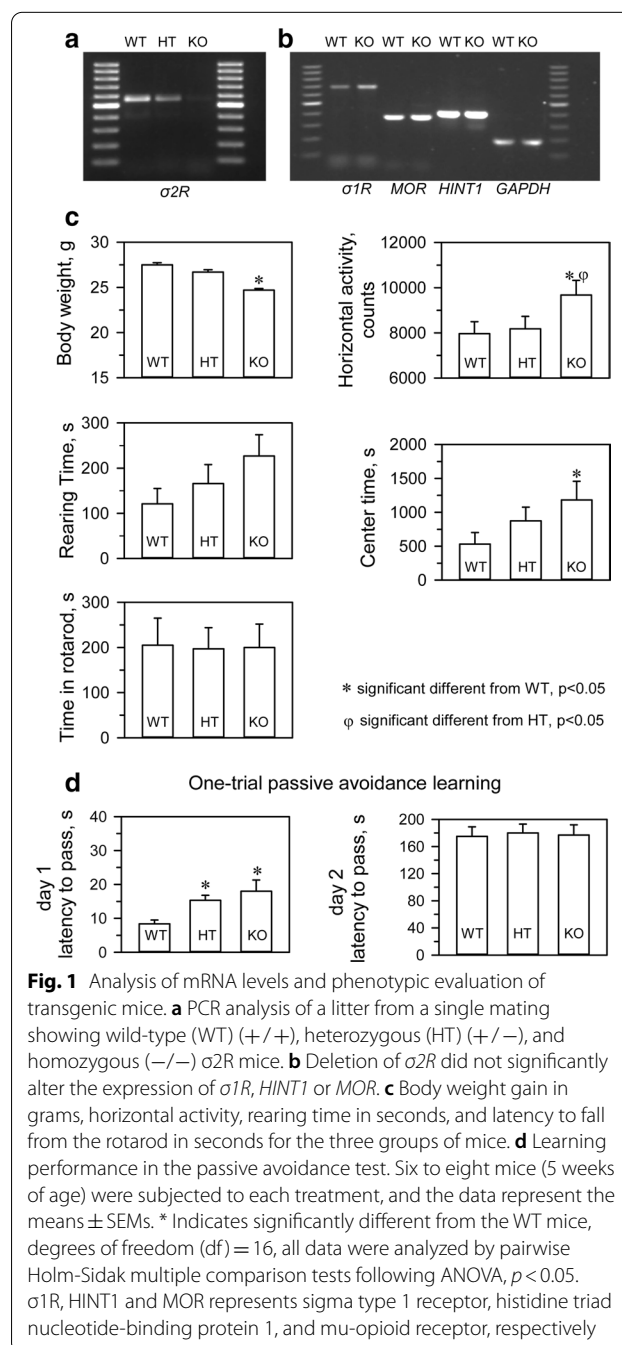 a
WT HT KO
σ2R
b
WT KO WT KO WT KO WT KO
σ1R MOR HINT1 GAPDH
c
Body weight, g
30
25
20
15
WT
HT
KO
*
Horizontal activity,
counts
12000
10000
8000
6000
WT
HT
KO
* φ
Rearing Time, s
300
200
100
0
WT
HT
KO
Center time, s
2000
1500
1000
500
0
WT
HT
KO
*
Time in rotarod, s
300
200
100
0
WT
HT
KO
* significant different from WT, p<0.05
φ significant different from HT, p<0.05
d
One-trial passive avoidance learning
day 1
latency to pass, s
40
30
20
10
0
WT
HT
KO
*
*
day 2
latency to pass, s
200
160
120
80
40
0
WT
HT
KO
Fig. 1 Analysis of mRNA levels and phenotypic evaluation of
transgenic mice. a PCR analysis of a litter from a single mating
showing wild-type (WT) (+/+), heterozygous (HT) (+/−), and
homozygous (−/−) σ2R mice. b Deletion of σ2R did not significantly
alter the expression of σ1R, HINT1 or MOR. c Body weight gain in
grams, horizontal activity, rearing time in seconds, and latency to fall
from the rotarod in seconds for the three groups of mice. d Learning
performance in the passive avoidance test. Six to eight mice (5 weeks
of age) were subjected to each treatment, and the data represent the
means ± SEMs. * Indicates significantly different from the WT mice,
degrees of freedom (df) = 16, all data were analyzed by pairwise
Holm-Sidak multiple comparison tests following ANOVA, p < 0.05.
σ1R, HINT1 and MOR represents sigma type 1 receptor, histidine triad
nucleotide-binding protein 1, and mu-opioid receptor, respectively